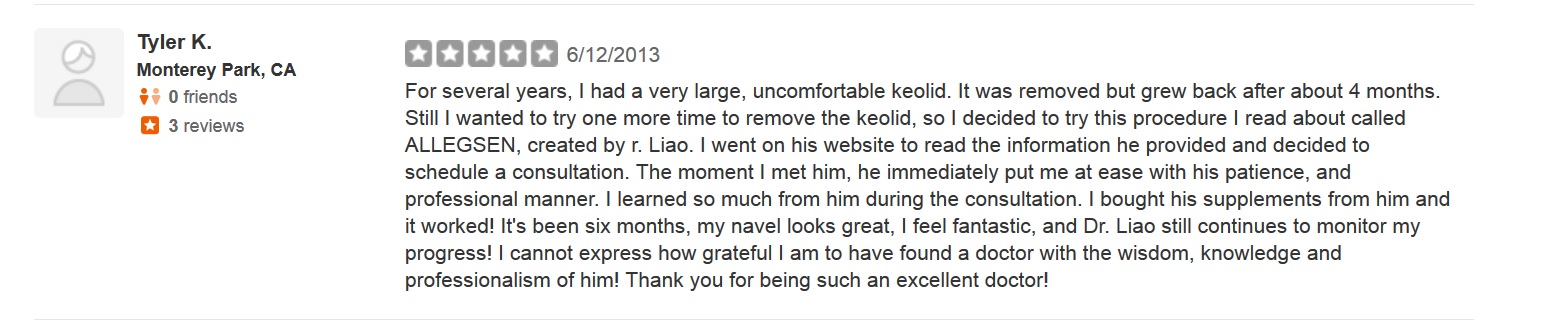 Tyler K.
Monterey Park, CA
0 friends
3 reviews
6/12/2013
For several years, I had a very large, uncomfortable keolid. It was removed but grew back after about 4 months.
Still I wanted to try one more time to remove the keolid, so I decided to try this procedure I read about called
ALLEGSEN, created by r. Liao. I went on his website to read the information he provided and decided to
schedule a consultation. The moment I met him, he immediately put me at ease with his patience, and
professional manner. I learned so much from him during the consultation. I bought his supplements from him and
it worked! It's been six months, my navel looks great, I feel fantastic, and Dr. Liao still continues to monitor my
progress! I cannot express how grateful I am to have found a doctor with the wisdom, knowledge and
professionalism of him! Thank you for being such an excellent doctor!